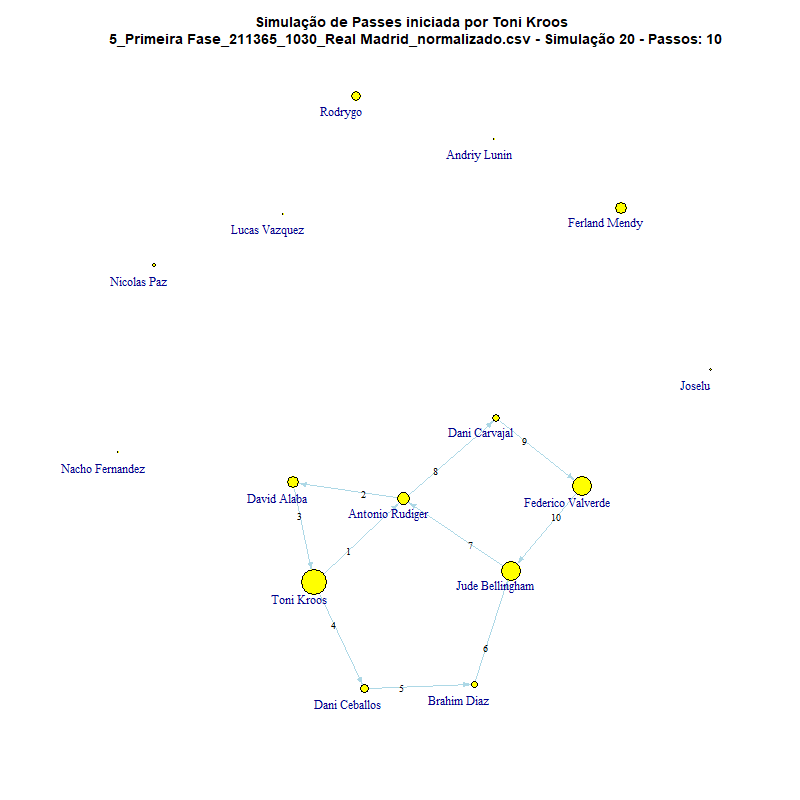 Simulação de Passes iniciada por Toni Kroos
5_Primeira Fase_211365_1030_Real Madrid_normalizado.csv - Simulação 20 - Passos: 10
Rodrygo
Andriy Lunin
Ferland Mendy
Lucas Vazquez
Nicolas Paz
Joselu
Dani Carvajal
9
Nacho Fernandez
8
David Alaba
2
Federico Valverde
Antonio Rudiger
3
10
1
7
Jude Bellingham
Toni Kroos
4
6
5
Dani Ceballos
Brahim Diaz